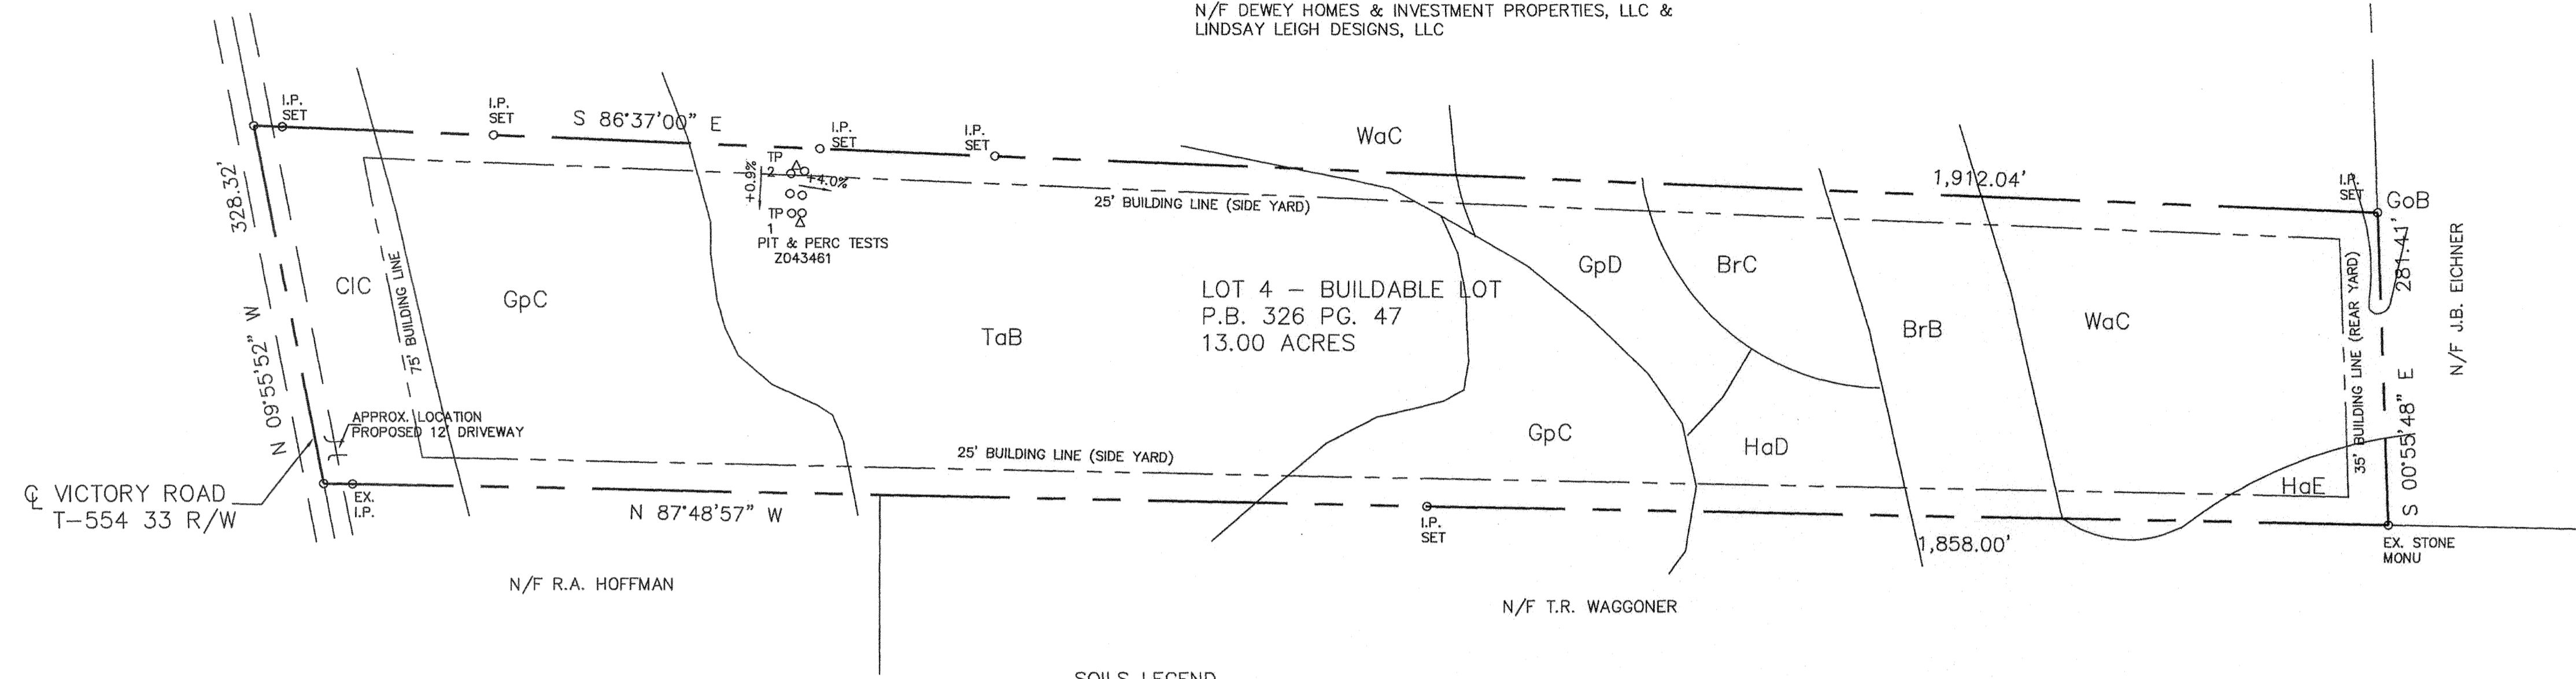 N/F DEWEY HOMES & INVESTMENT PROPERTIES, LLC &
LINDSAY LEIGH DESIGNS, LLC
I.P.
SET
I.P.
SET
S 86°37'00" E
I.P.
SET
I.P.
SET
WaC
1,912.04'
I.P.
SET
GoB
328.32'
TP
2
+0.9%
+4.0%
TP
1
PIT & PERC TESTS
Z043461
25' BUILDING LINE (SIDE YARD)
281.41'
N/F J.B. EICHNER
ClC
75' BUILDING LINE
GpC
TaB
LOT 4 - BUILDABLE LOT
P.B. 326 PG. 47
13.00 ACRES
GpD
BrC
BrB
WaC
35' BUILDING LINE (REAR YARD)
N 09°55'52" W
APPROX. LOCATION
PROPOSED 12' DRIVEWAY
25' BUILDING LINE (SIDE YARD)
GpC
HaD
HaE
S 00°55'48" E
℄ VICTORY ROAD
T-554 33 R/W
EX.
I.P.
N 87°48'57" W
I.P.
SET
1,858.00'
EX. STONE
MONU
N/F R.A. HOFFMAN
N/F T.R. WAGGONER
SOILS LEGEND